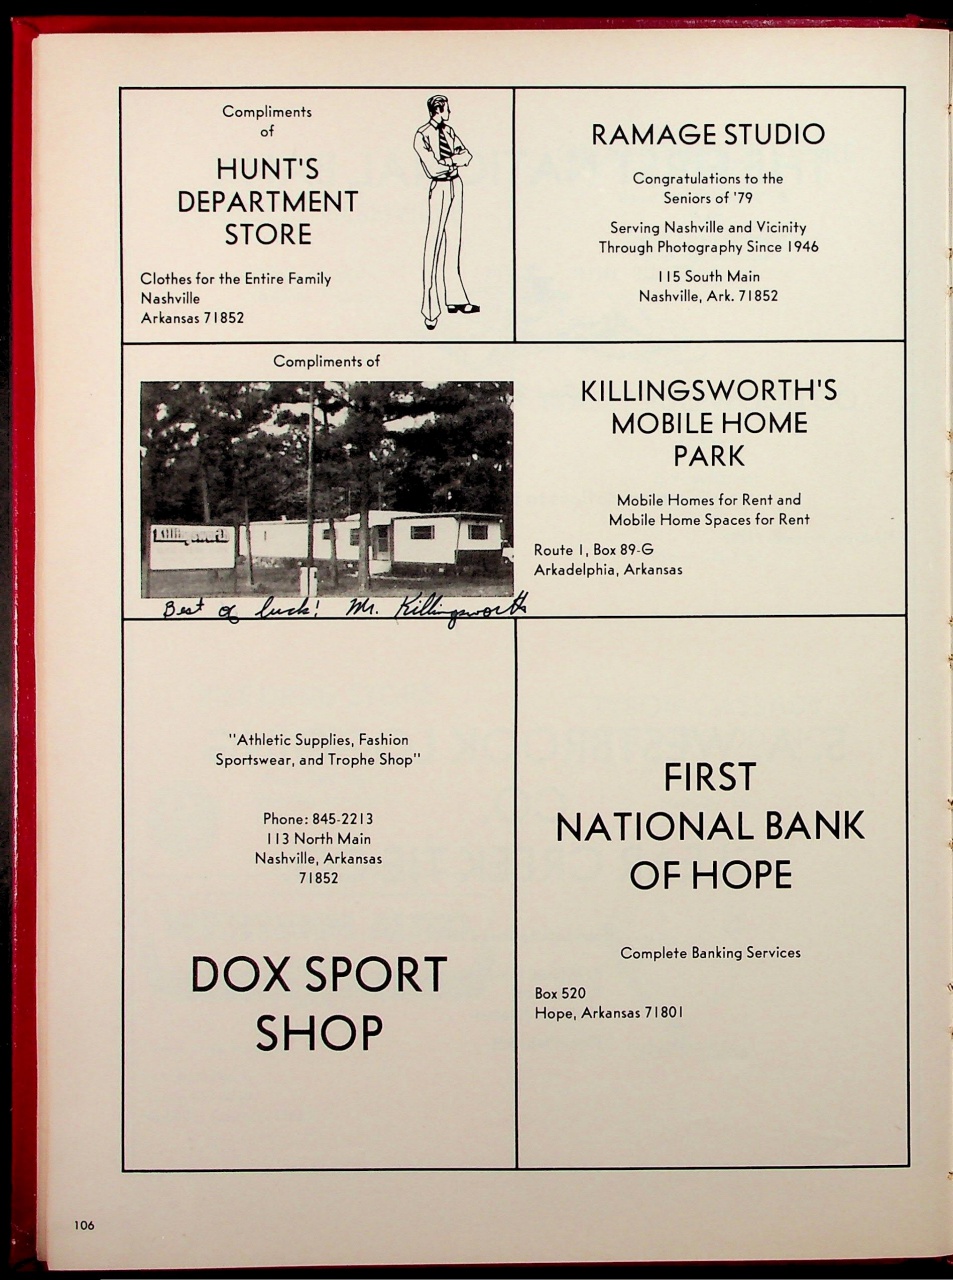 Compliments
of
HUNT'S
DEPARTMENT
STORE
Clothes for the Entire Family
Nashville
Arkansas 71852
RAMAGE STUDIO
Congratulations to the
Seniors of '79
Serving Nashville and Vicinity
Through Photography Since 1946
115 South Main
Nashville, Ark. 71852
Compliments of
Killingsworth
Best of luck! Mr. Killingsworth
KILLINGSWORTH'S
MOBILE HOME
PARK
Mobile Homes for Rent and
Mobile Home Spaces for Rent
Route 1, Box 89-G
Arkadelphia, Arkansas
"Athletic Supplies, Fashion
Sportswear, and Trophe Shop"
Phone: 845-2213
113 North Main
Nashville, Arkansas
71852
DOX SPORT
SHOP
FIRST
NATIONAL BANK
OF HOPE
Complete Banking Services
Box 520
Hope, Arkansas 71801
106